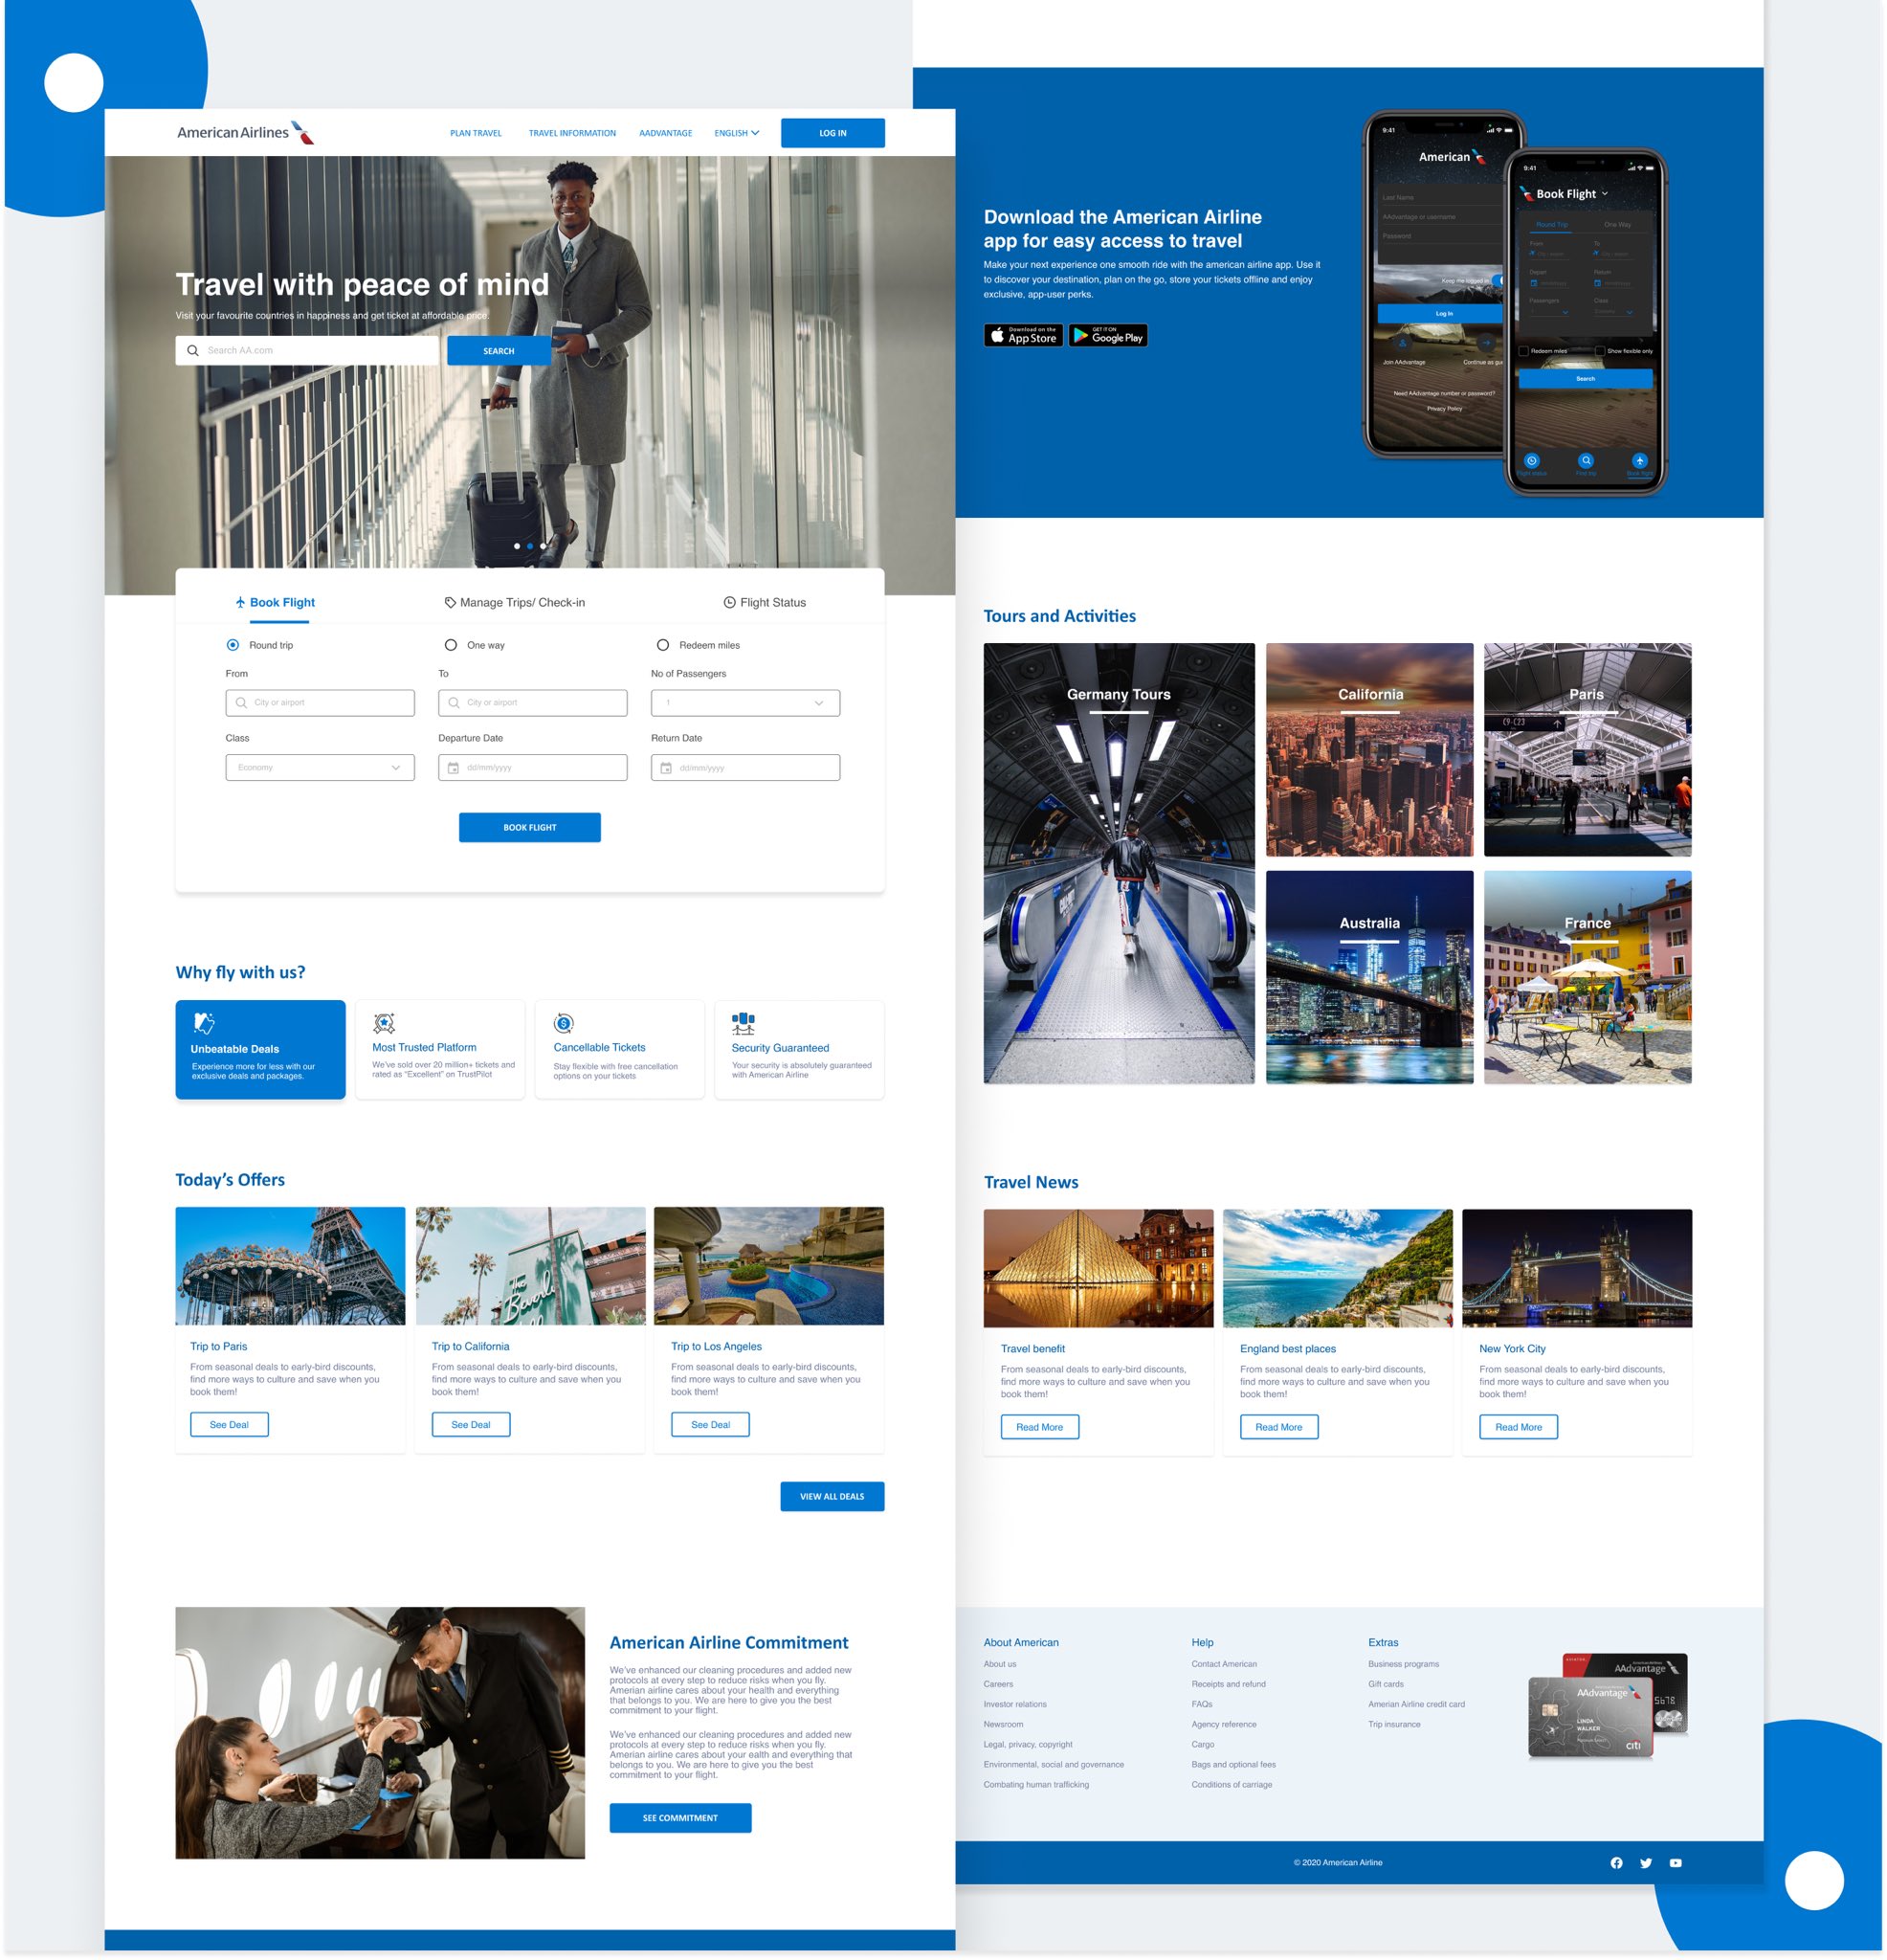 American Airlines
PLAN TRAVEL
TRAVEL INFORMATION
AADVANTAGE
ENGLISH
LOG IN
Travel with peace of mind
Visit your favourite countries in happiness and get ticket at affordable price.
Search AA.com
SEARCH
Book Flight
Manage Trips/ Check-in
Flight Status
Round trip
One way
Redeem miles
From
To
No of Passengers
City or airport
City or airport
1
Class
Departure Date
Return Date
Economy
dd/mm/yyyy
dd/mm/yyyy
BOOK FLIGHT
Why fly with us?
Unbeatable Deals
Experience more for less with our
exclusive deals and packages.
Most Trusted Platform
We've sold over 20 million+ tickets and
rated as “Excellent” on TrustPilot
Cancellable Tickets
Stay flexible with free cancellation
options on your tickets
Security Guaranteed
Your security is absolutely guaranteed
with American Airline
Today’s Offers
The
Trip to Paris
From seasonal deals to early-bird discounts,
find more ways to culture and save when you
book them!
See Deal
Trip to California
From seasonal deals to early-bird discounts,
find more ways to culture and save when you
book them!
See Deal
Trip to Los Angeles
From seasonal deals to early-bird discounts,
find more ways to culture and save when you
book them!
See Deal
VIEW ALL DEALS
American Airline Commitment
We’ve enhanced our cleaning procedures and added new
protocols at every step to reduce risks when you fly.
Amerian airline cares about your health and everything
that belongs to you. We are here to give you the best
commitment to your flight.
We’ve enhanced our cleaning procedures and added new
protocols at every step to reduce risks when you fly.
Amerian airline cares about your ealth and everything that
belongs to you. We are here to give you the best
commitment to your flight.
SEE COMMITMENT
Download the American Airline
app for easy access to travel
Make your next experience one smooth ride with the american airline app. Use it
to discover your destination, plan on the go, store your tickets offline and enjoy
exclusive, app-user perks.
Download on the
App Store
GET IT ON
Google Play
9:41
American
Last Name
AAdvantage or username
Password
Keep me logged in
Log In
Join AAdvantage
Continue as gu
Need AAdvantage number or password?
Privacy Policy
9:41
Book Flight
Round Trip
One Way
From
To
Depart
Return
Passengers
Class
Redeem miles
Show flexible only
Search
Flight status
Find trip
Book flight
Tours and Activities
Germany Tours
California
Paris
C9-C23
Australia
France
Travel News
Travel benefit
From seasonal deals to early-bird discounts,
find more ways to culture and save when you
book them!
Read More
England best places
From seasonal deals to early-bird discounts,
find more ways to culture and save when you
book them!
Read More
New York City
From seasonal deals to early-bird discounts,
find more ways to culture and save when you
book them!
Read More
About American
About us
Careers
Investor relations
Newsroom
Legal, privacy, copyright
Environmental, social and governance
Combating human trafficking
Help
Contact American
Receipts and refund
FAQs
Agency reference
Cargo
Bags and optional fees
Conditions of carriage
Extras
Business programs
Gift cards
Amerian Airline credit card
Trip insurance
AAdvantage
5678
AAdvantage
LINDA
WALKER
citi
© 2020 American Airline